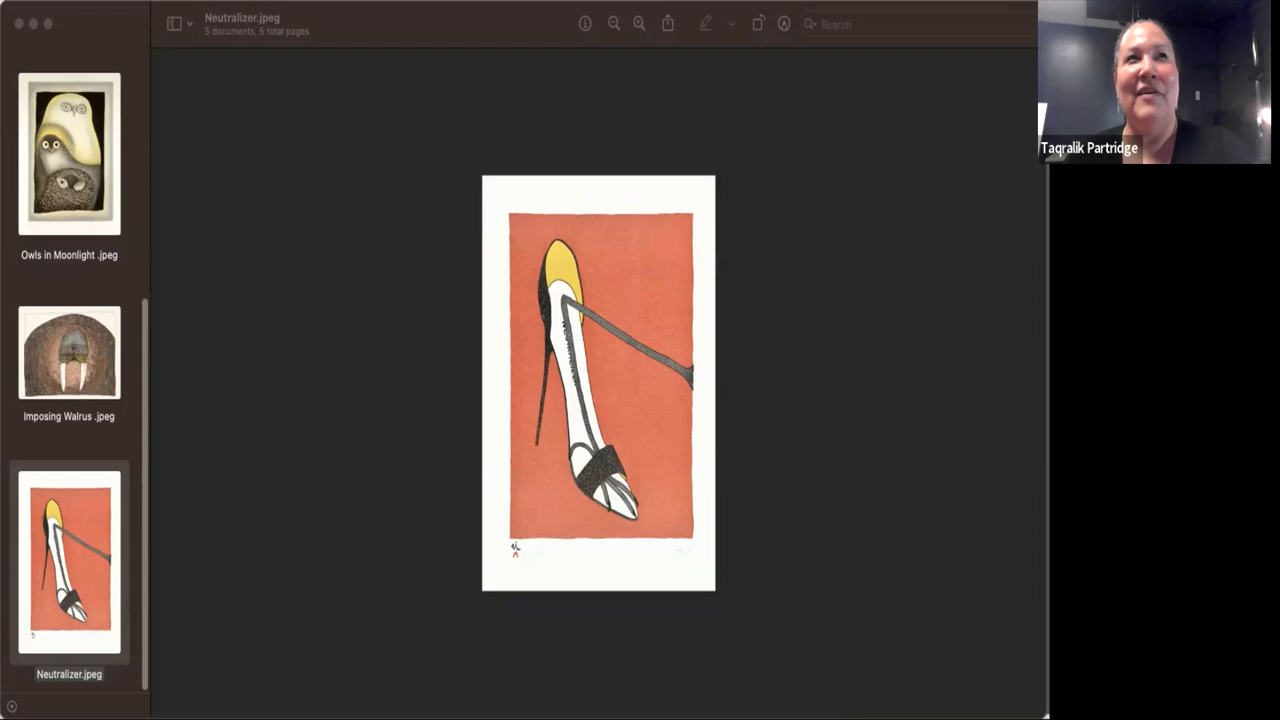 Neutralizer.jpeg
5 documents, 5 total pages
Search
Taqralik Partridge
Owls in Moonlight .jpeg
Imposing Walrus .jpeg
Neutralizer.jpeg